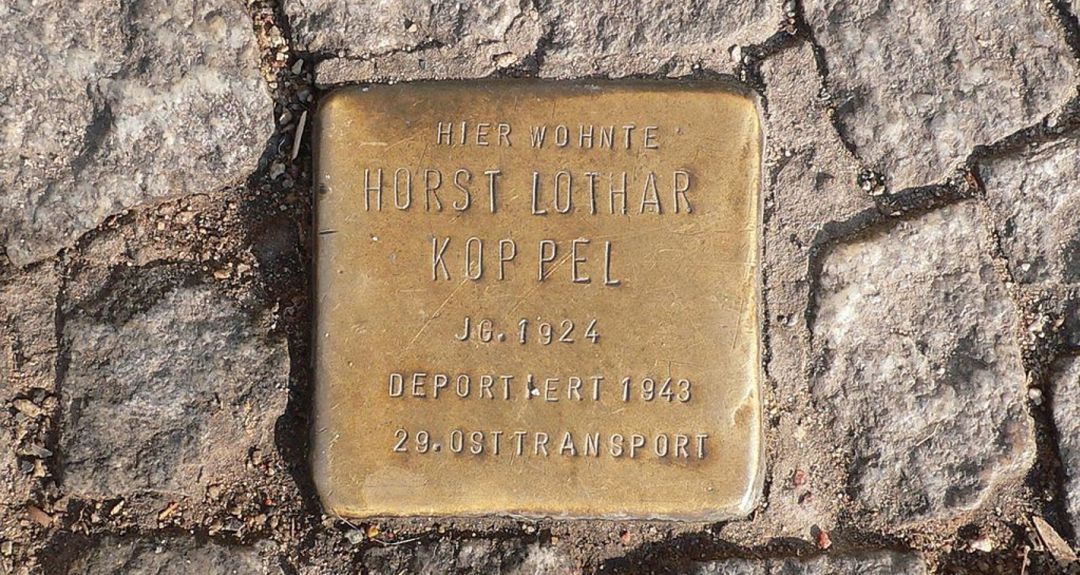 HIER WOHNTE
HORST LOTHAR
KOPPEL
JG. 1924
DEPORTIERT 1943
29. OSTTRANSPORT